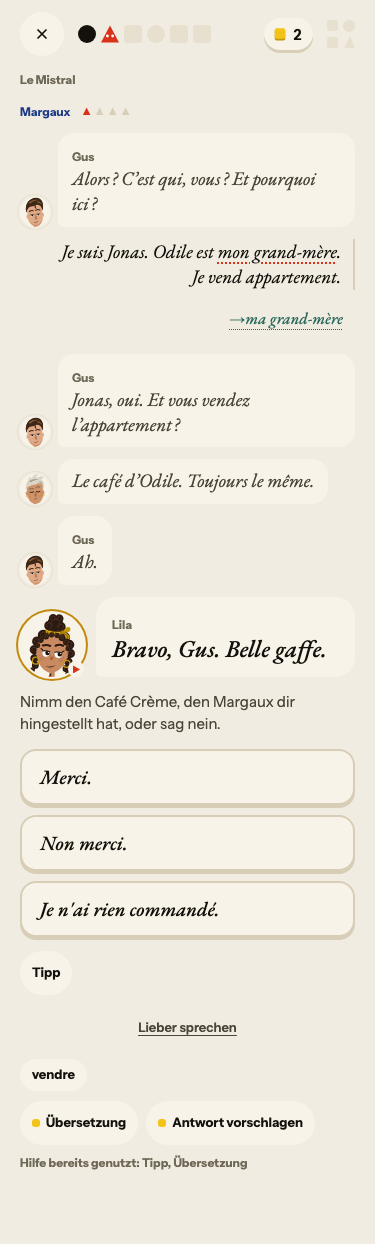 × 2
Le Mistral
Margaux
Gus
Alors ? C’est qui, vous ? Et pourquoi
ici ?
Je suis Jonas. Odile est mon grand-mère.
Je vend appartement.
→ma grand-mère
Gus
Jonas, oui. Et vous vendez
l’appartement ?
Le café d’Odile. Toujours le même.
Gus
Ah.
Lila
Bravo, Gus. Belle gaffe.
Nimm den Café Crème, den Margaux dir
hingestellt hat, oder sag nein.
Merci.
Non merci.
Je n'ai rien commandé.
Tipp
Lieber sprechen
vendre
Übersetzung Antwort vorschlagen
Hilfe bereits genutzt: Tipp, Übersetzung